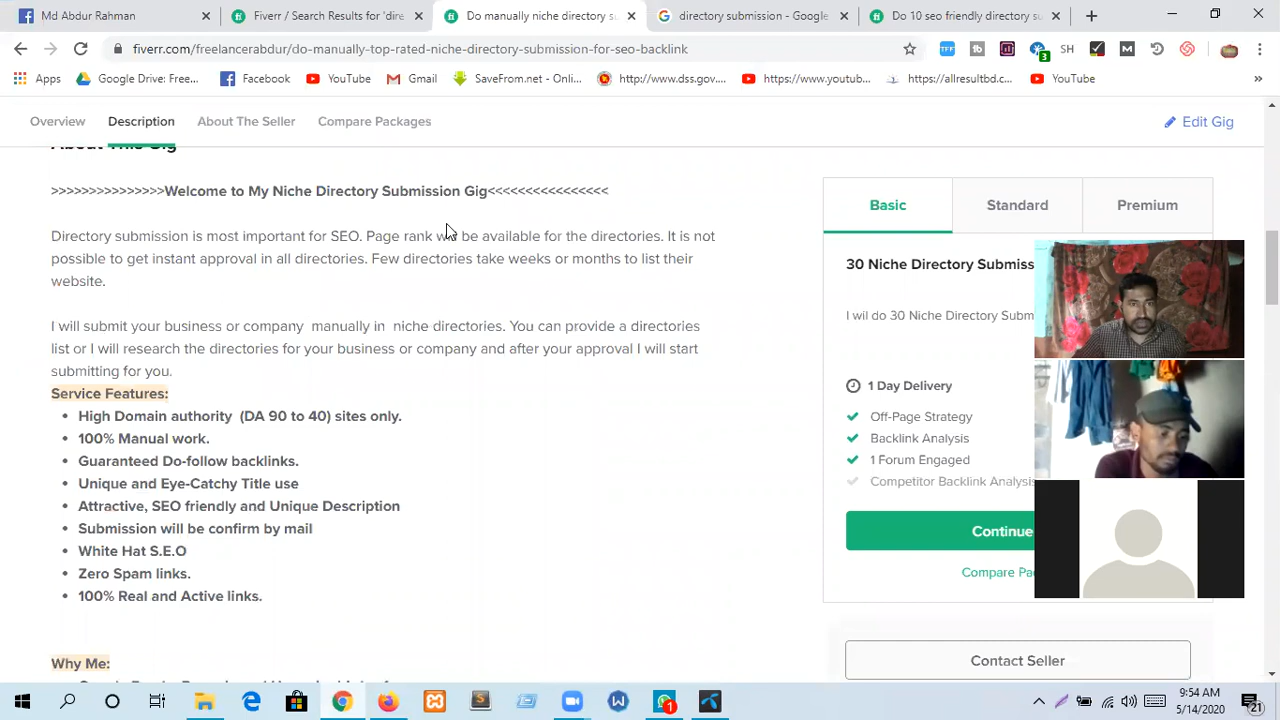 Md Abdur Rahman
Fiverr / Search Results for 'dire
Do manually niche directory su
directory submission - Google
Do 10 seo friendly directory su
fiverr.com/freelancerabdur/do-manually-top-rated-niche-directory-submission-for-seo-backlink
TFF
SH
3
M
Apps
Google Drive: Free...
Facebook
YouTube
Gmail
SaveFrom.net - Onli...
http://www.dss.gov....
https://www.youtub...
https://allresultbd.c...
YouTube
»
Overview
Description
About The Seller
Compare Packages
Edit Gig
About This Gig
>>>>>>>>>>>>>>>Welcome to My Niche Directory Submission Gig<<<<<<<<<<<<<<<<
Directory submission is most important for SEO. Page rank will be available for the directories. It is not
possible to get instant approval in all directories. Few directories take weeks or months to list their
website.
I will submit your business or company manually in niche directories. You can provide a directories
list or I will research the directories for your business or company and after your approval I will start
submitting for you.
Service Features:
• High Domain authority (DA 90 to 40) sites only.
• 100% Manual work.
• Guaranteed Do-follow backlinks.
• Unique and Eye-Catchy Title use
• Attractive, SEO friendly and Unique Description
• Submission will be confirm by mail
• White Hat S.E.O
• Zero Spam links.
• 100% Real and Active links.
Why Me:
Basic
Standard
Premium
30 Niche Directory Submiss
I wil do 30 Niche Directory Subm
1 Day Delivery
Off-Page Strategy
Backlink Analysis
1 Forum Engaged
Competitor Backlink Analysis
Continue
Compare Pa
Contact Seller
1
9:54 AM
5/14/2020
21